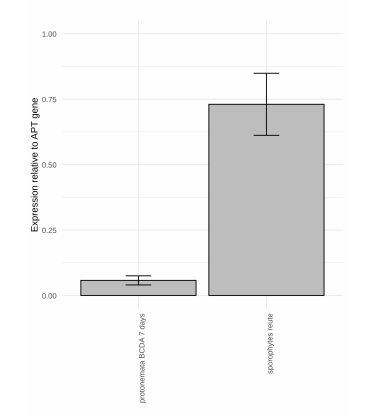 Expression relative to APT gene
1.00
0.75
0.50
0.25
0.00
protonemata BCDA 7 days
sporophytes reute